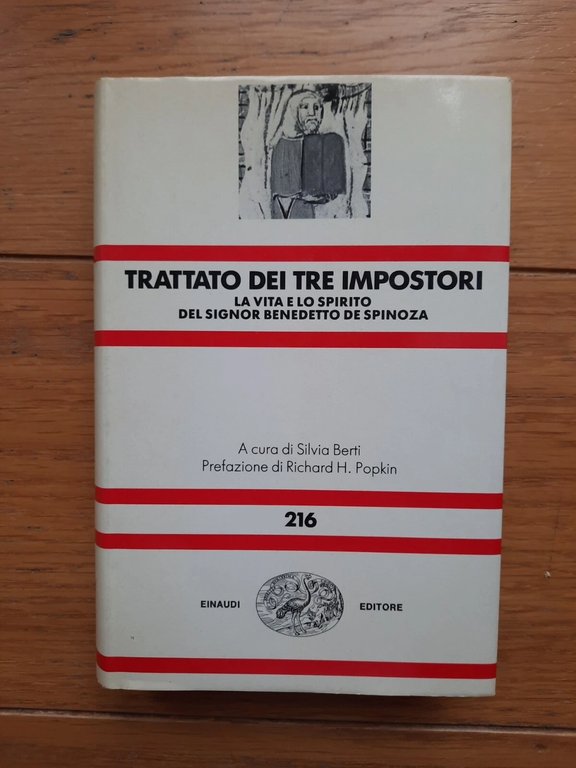 TRATTATO DEI TRE IMPOSTORI
LA VITA E LO SPIRITO
DEL SIGNOR BENEDETTO DE SPINOZA
A cura di Silvia Berti
Prefazione di Richard H. Popkin
216
EINAUDI EDITORE